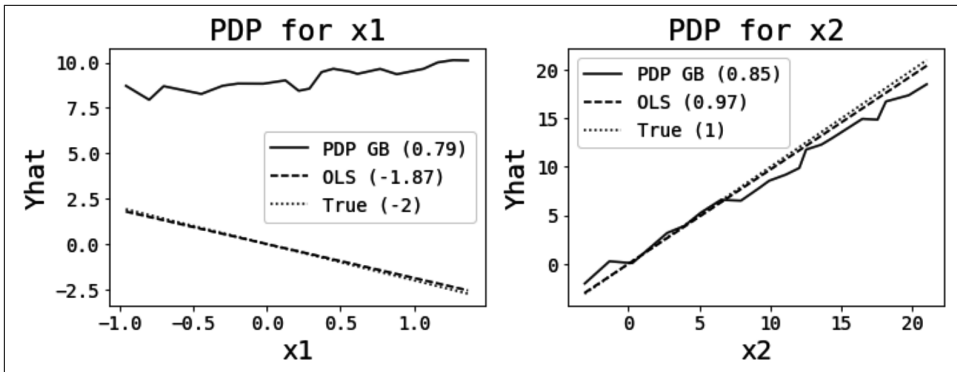 PDP for x1
10.0
7.5
5.0
2.5
0.0
−2.5
Yhat
PDP GB (0.79)
OLS (-1.87)
True (-2)
−1.0 −0.5 0.0 0.5 1.0
x1
PDP for x2
20
15
10
5
0
Yhat
PDP GB (0.85)
OLS (0.97)
True (1)
0 5 10 15 20
x2